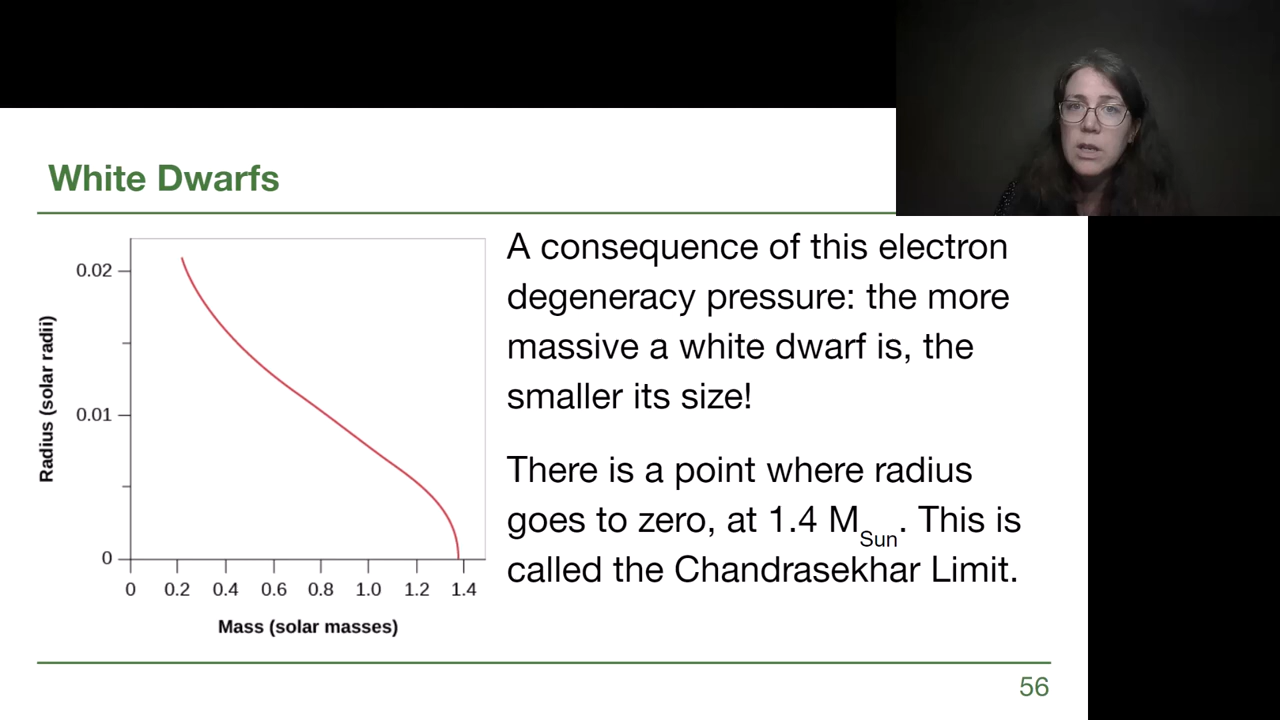 White Dwarfs
A consequence of this electron
degeneracy pressure: the more
massive a white dwarf is, the
smaller its size!
There is a point where radius
goes to zero, at 1.4 MSun. This is
called the Chandrasekhar Limit.
Radius (solar radii)
0.02
0.01
0
0 0.2 0.4 0.6 0.8 1.0 1.2 1.4
Mass (solar masses)
56